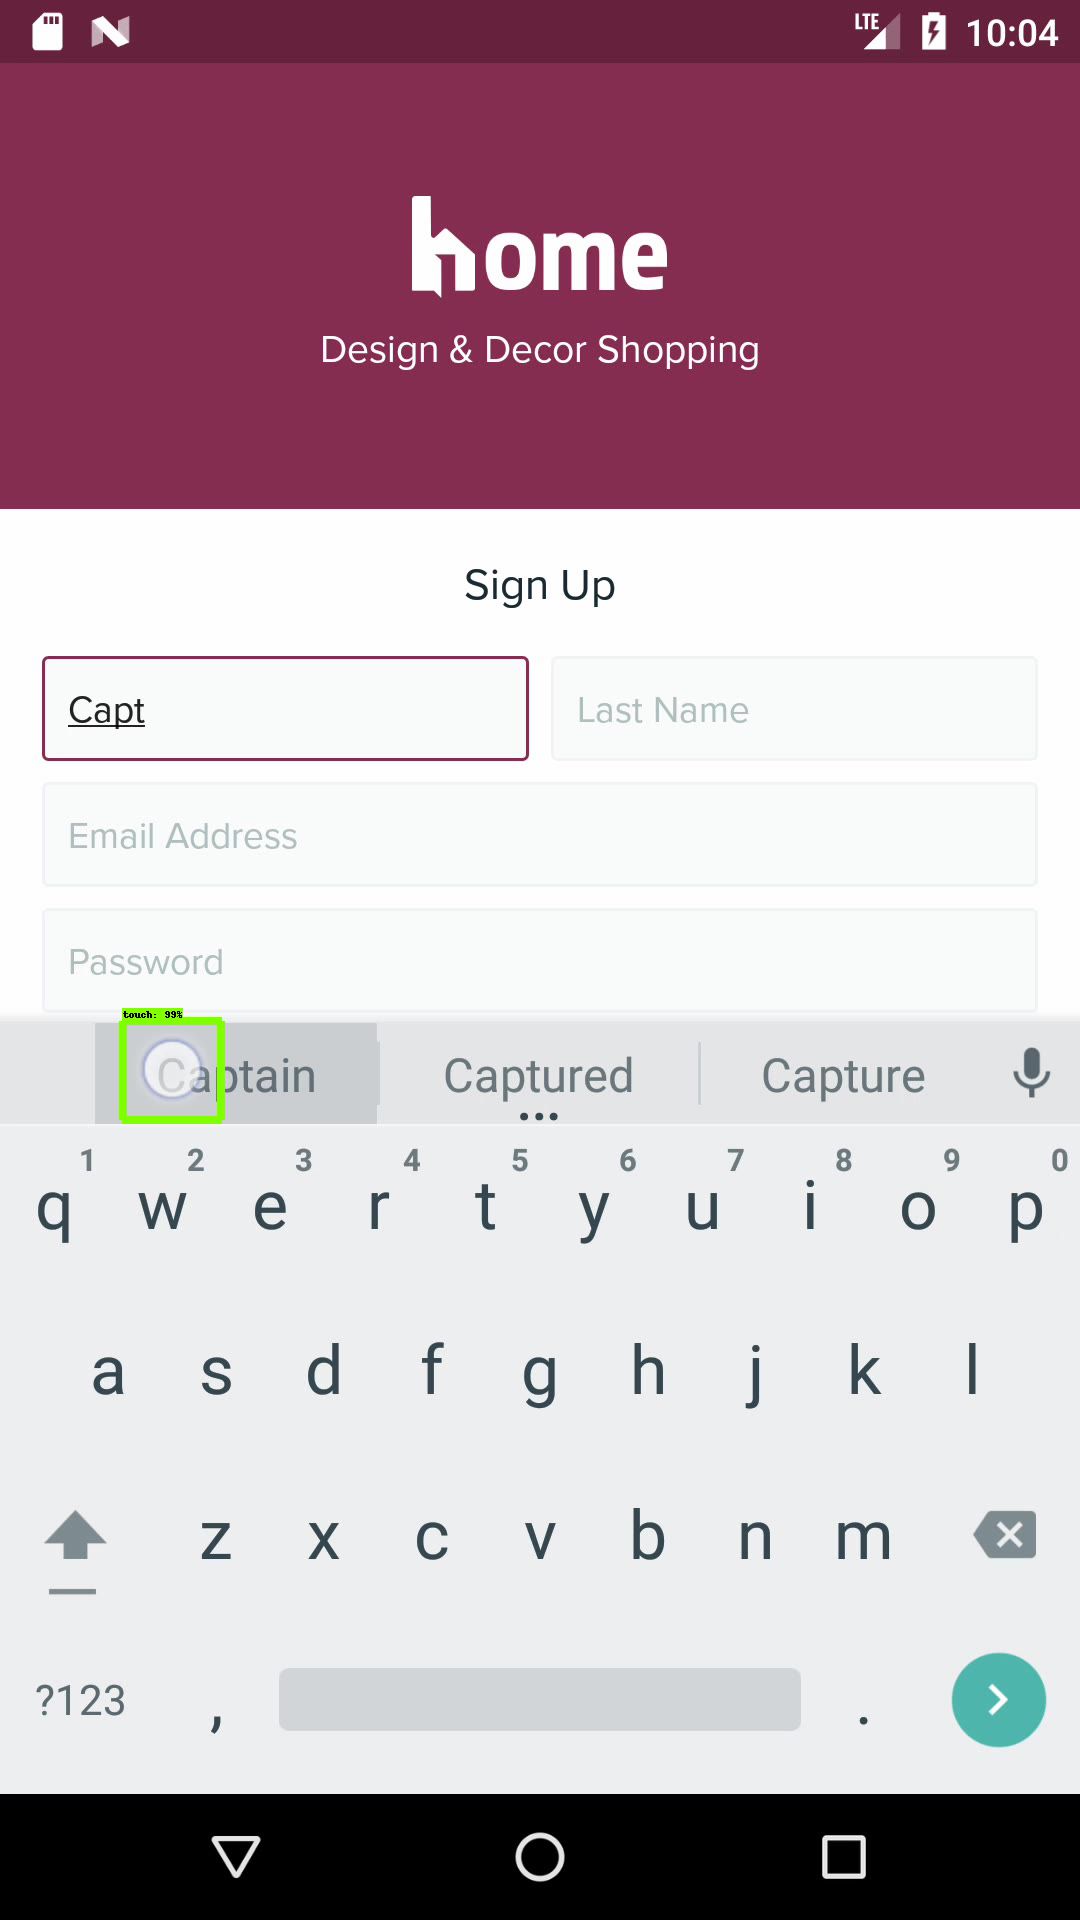 LTE 10:04
home
Design & Decor Shopping
Sign Up
Capt Last Name
Email Address
Password
touch: 99%
Captain Captured Capture
1 2 3 4 5 6 7 8 9 0
q w e r t y u i o p
a s d f g h j k l
z x c v b n m
?123 , .